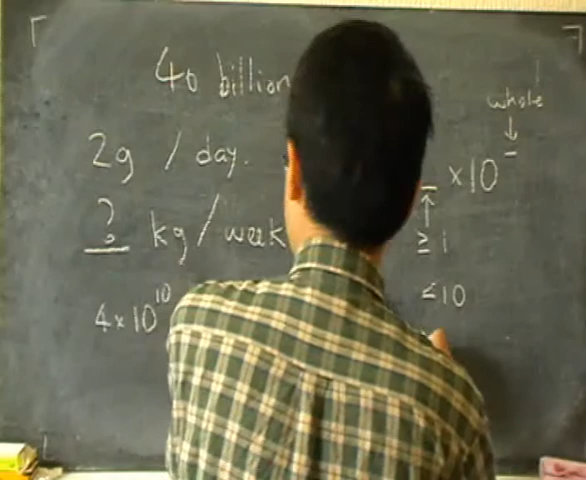 40 billion
2g / day.
? kg / week
4 × 10¹⁰
whole
_ × 10⁻
≥ 1
≤ 10